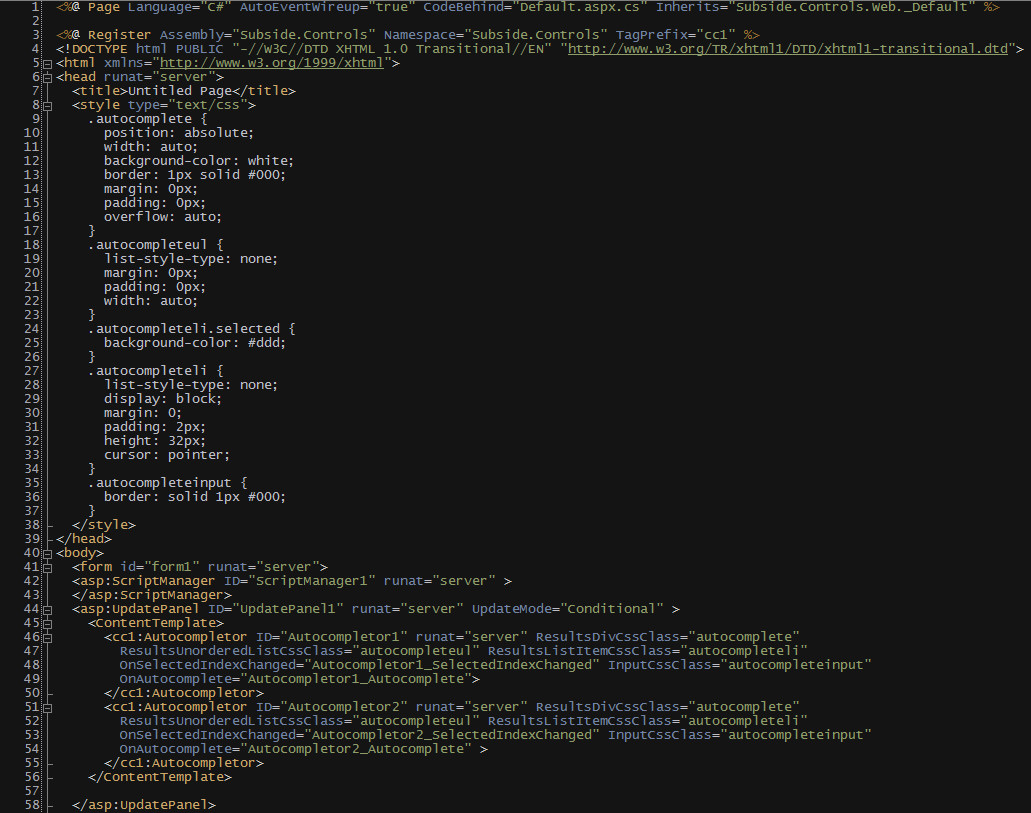 1 <%@ Page Language="C#" AutoEventWireup="true" CodeBehind="Default.aspx.cs" Inherits="Subside.Controls.Web._Default" %>
2
3 <%@ Register Assembly="Subside.Controls" Namespace="Subside.Controls" TagPrefix="cc1" %>
4 <!DOCTYPE html PUBLIC "-//W3C//DTD XHTML 1.0 Transitional//EN" "http://www.w3.org/TR/xhtml1/DTD/xhtml1-transitional.dtd">
5 <html xmlns="http://www.w3.org/1999/xhtml">
6 <head runat="server">
7   <title>Untitled Page</title>
8   <style type="text/css">
9     .autocomplete {
10       position: absolute;
11       width: auto;
12       background-color: white;
13       border: 1px solid #000;
14       margin: 0px;
15       padding: 0px;
16       overflow: auto;
17     }
18     .autocompleteul {
19       list-style-type: none;
20       margin: 0px;
21       padding: 0px;
22       width: auto;
23     }
24     .autocompleteli.selected {
25       background-color: #ddd;
26     }
27     .autocompleteli {
28       list-style-type: none;
29       display: block;
30       margin: 0;
31       padding: 2px;
32       height: 32px;
33       cursor: pointer;
34     }
35     .autocompleteinput {
36       border: solid 1px #000;
37     }
38   </style>
39 </head>
40 <body>
41   <form id="form1" runat="server">
42   <asp:ScriptManager ID="ScriptManager1" runat="server" >
43   </asp:ScriptManager>
44   <asp:UpdatePanel ID="UpdatePanel1" runat="server" UpdateMode="Conditional" >
45     <ContentTemplate>
46       <cc1:Autocompletor ID="Autocompletor1" runat="server" ResultsDivCssClass="autocomplete"
47         ResultsUnorderedListCssClass="autocompleteul" ResultsListItemCssClass="autocompleteli"
48         OnSelectedIndexChanged="Autocompletor1_SelectedIndexChanged" InputCssClass="autocompleteinput"
49         OnAutocomplete="Autocompletor1_Autocomplete">
50       </cc1:Autocompletor>
51       <cc1:Autocompletor ID="Autocompletor2" runat="server" ResultsDivCssClass="autocomplete"
52         ResultsUnorderedListCssClass="autocompleteul" ResultsListItemCssClass="autocompleteli"
53         OnSelectedIndexChanged="Autocompletor2_SelectedIndexChanged" InputCssClass="autocompleteinput"
54         OnAutocomplete="Autocompletor2_Autocomplete" >
55       </cc1:Autocompletor>
56     </ContentTemplate>
57
58   </asp:UpdatePanel>